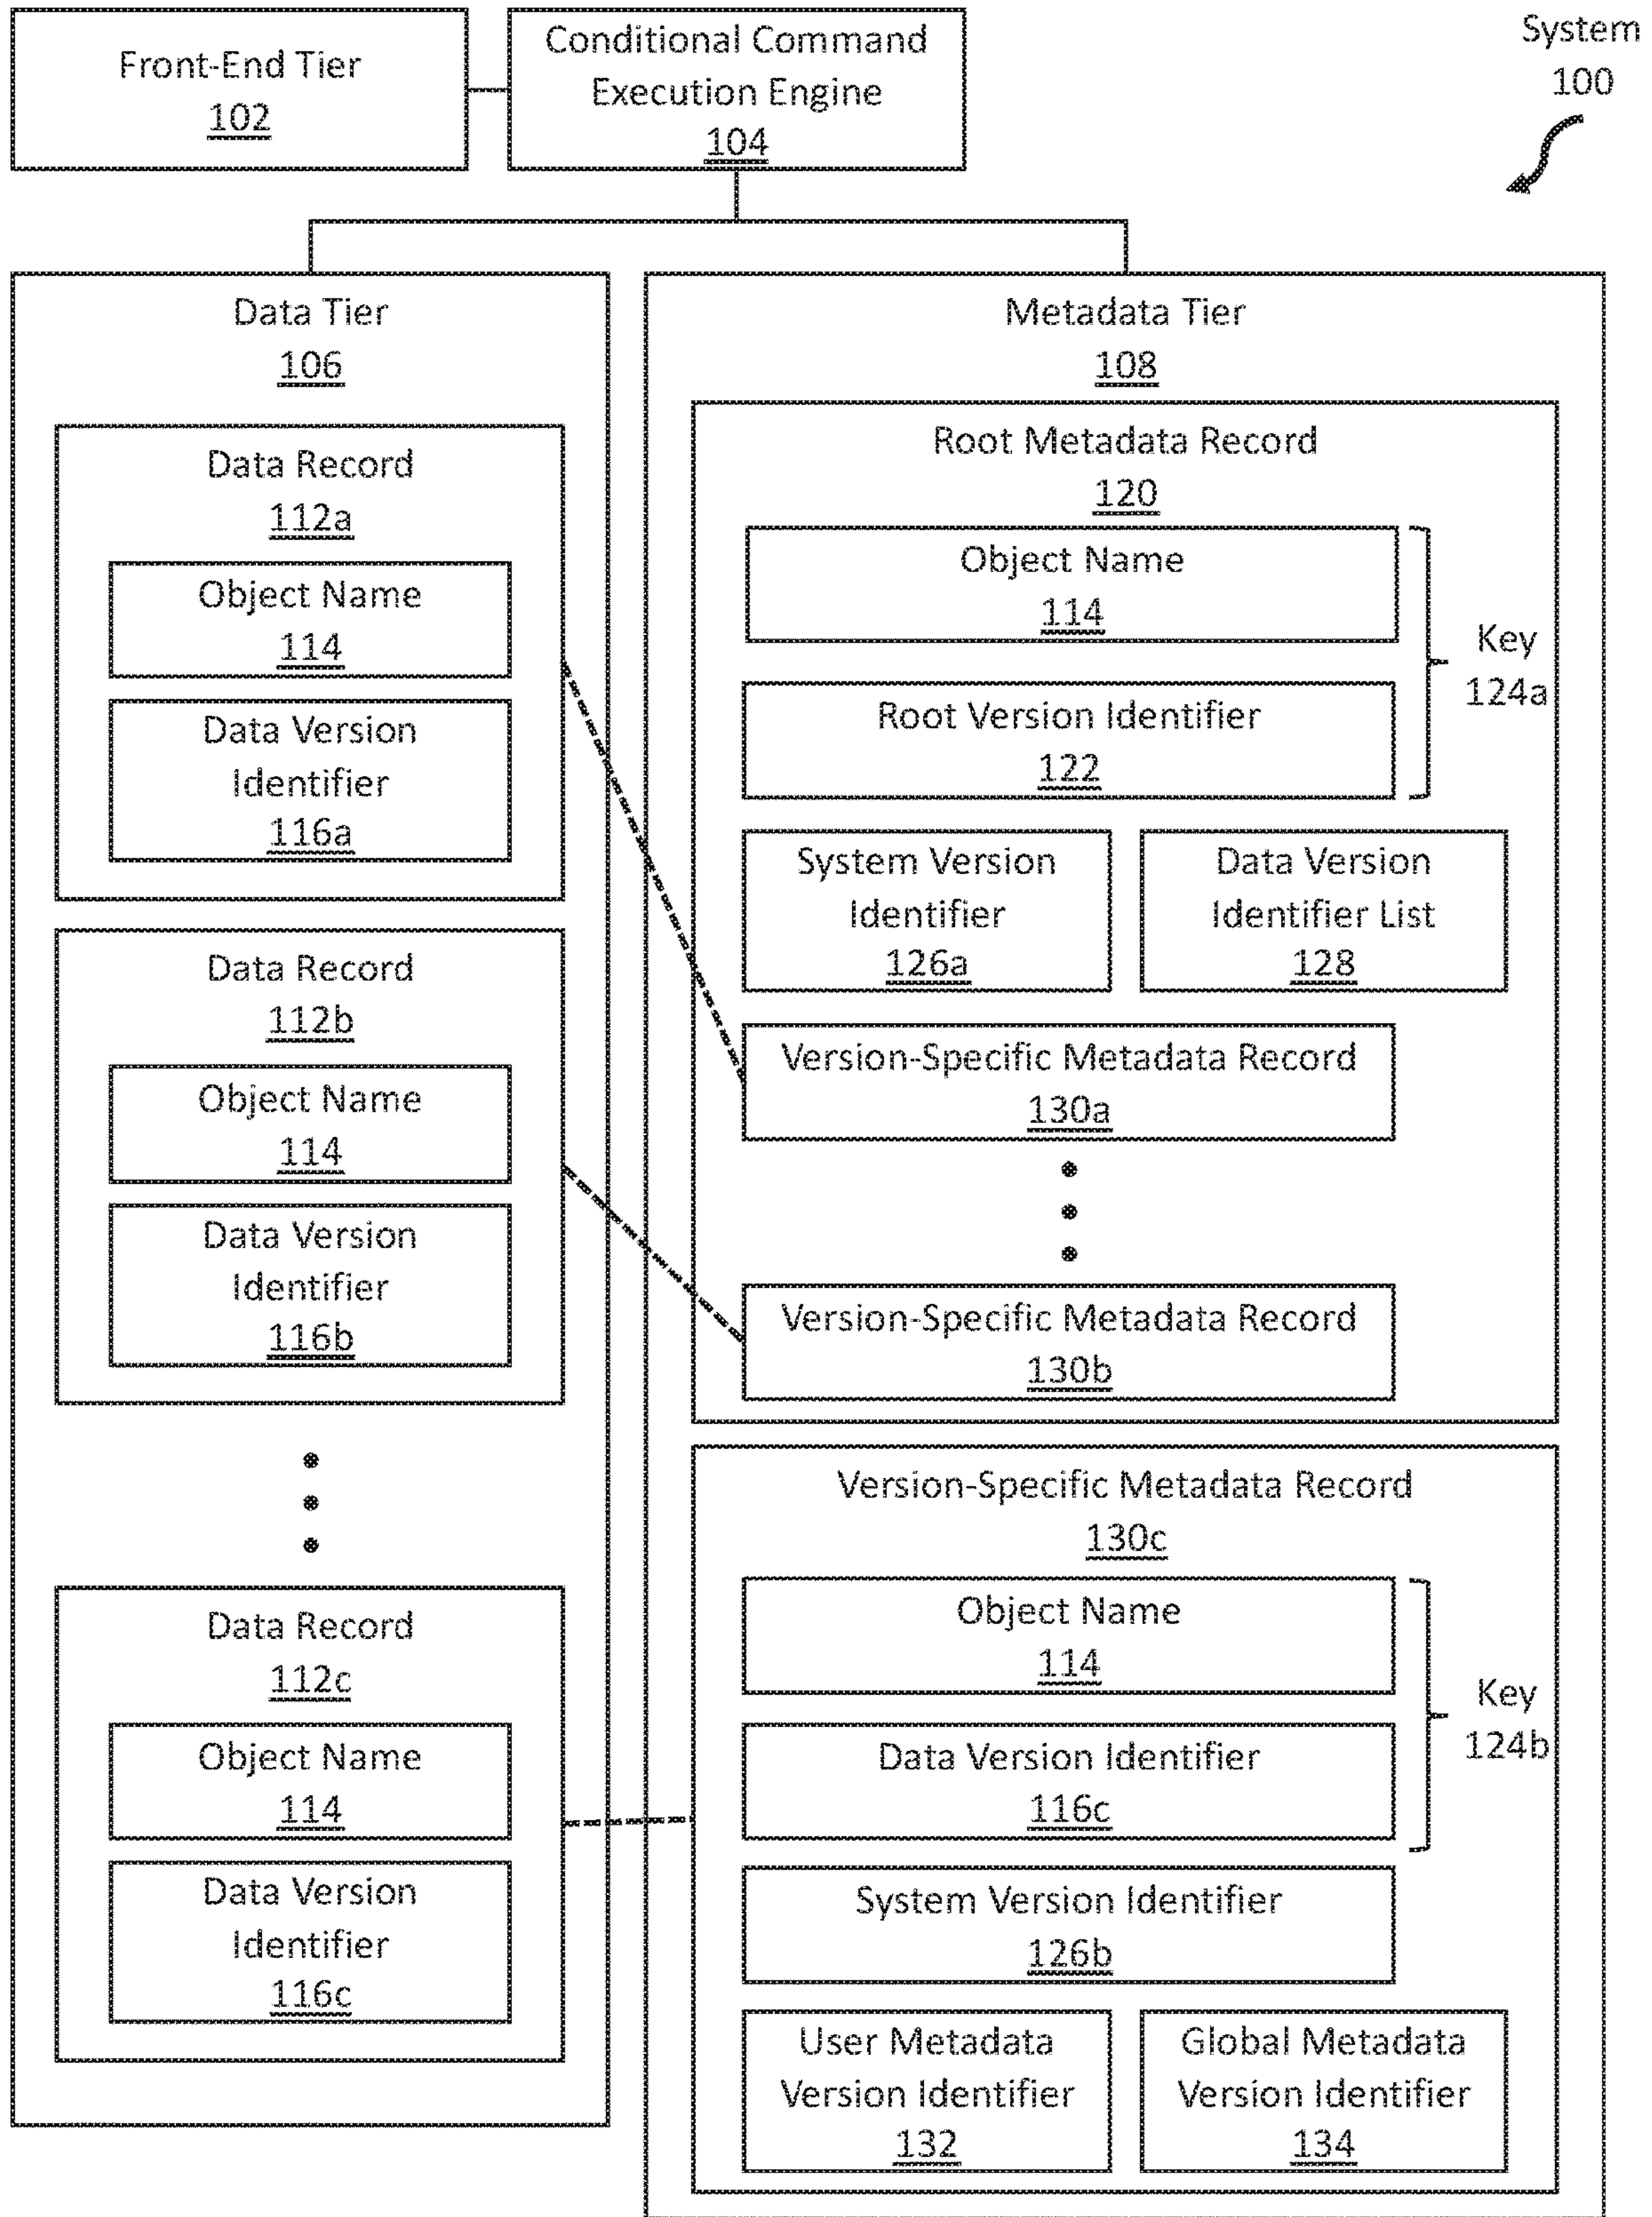 System
100
Front-End Tier
102
Conditional Command
Execution Engine
104
Data Tier
106
Data Record
112a
Object Name
114
Data Version
Identifier
116a
Data Record
112b
Object Name
114
Data Version
Identifier
116b
Data Record
112c
Object Name
114
Data Version
Identifier
116c
Metadata Tier
108
Root Metadata Record
120
Object Name
114
Root Version Identifier
122
Key
124a
System Version
Identifier
126a
Data Version
Identifier List
128
Version-Specific Metadata Record
130a
Version-Specific Metadata Record
130b
Version-Specific Metadata Record
130c
Object Name
114
Data Version Identifier
116c
Key
124b
System Version Identifier
126b
User Metadata
Version Identifier
132
Global Metadata
Version Identifier
134